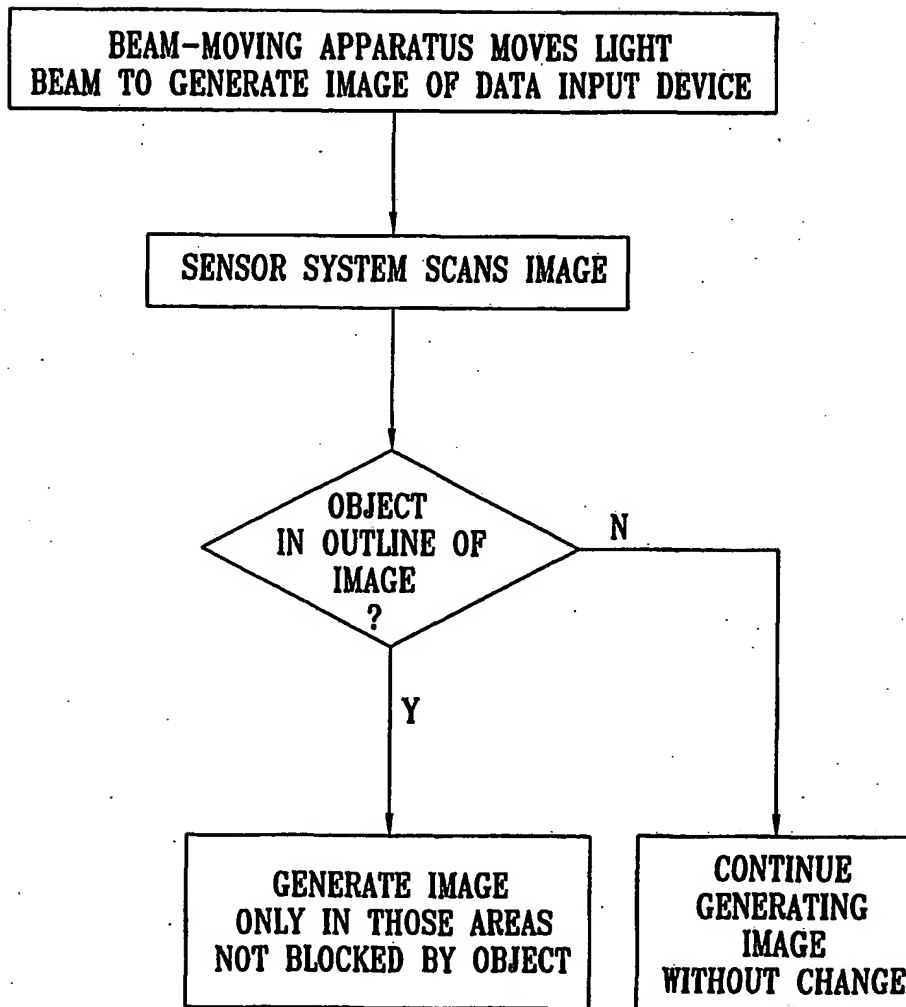 BEAM-MOVING APPARATUS MOVES LIGHT
BEAM TO GENERATE IMAGE OF DATA INPUT DEVICE
SENSOR SYSTEM SCANS IMAGE
OBJECT
IN OUTLINE OF
IMAGE
?
N
Y
GENERATE IMAGE
ONLY IN THOSE AREAS
NOT BLOCKED BY OBJECT
CONTINUE
GENERATING
IMAGE
WITHOUT CHANGE